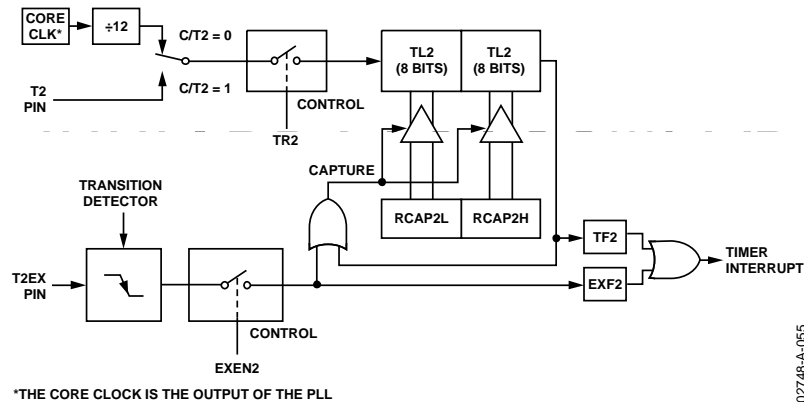 CORE
CLK*
÷12
C/T2 = 0
C/T2 = 1
T2
PIN
CONTROL
TR2
TL2
(8 BITS)
TL2
(8 BITS)
CAPTURE
TRANSITION
DETECTOR
RCAP2L
RCAP2H
T2EX
PIN
CONTROL
EXEN2
TF2
EXF2
TIMER
INTERRUPT
*THE CORE CLOCK IS THE OUTPUT OF THE PLL
02748-A-055